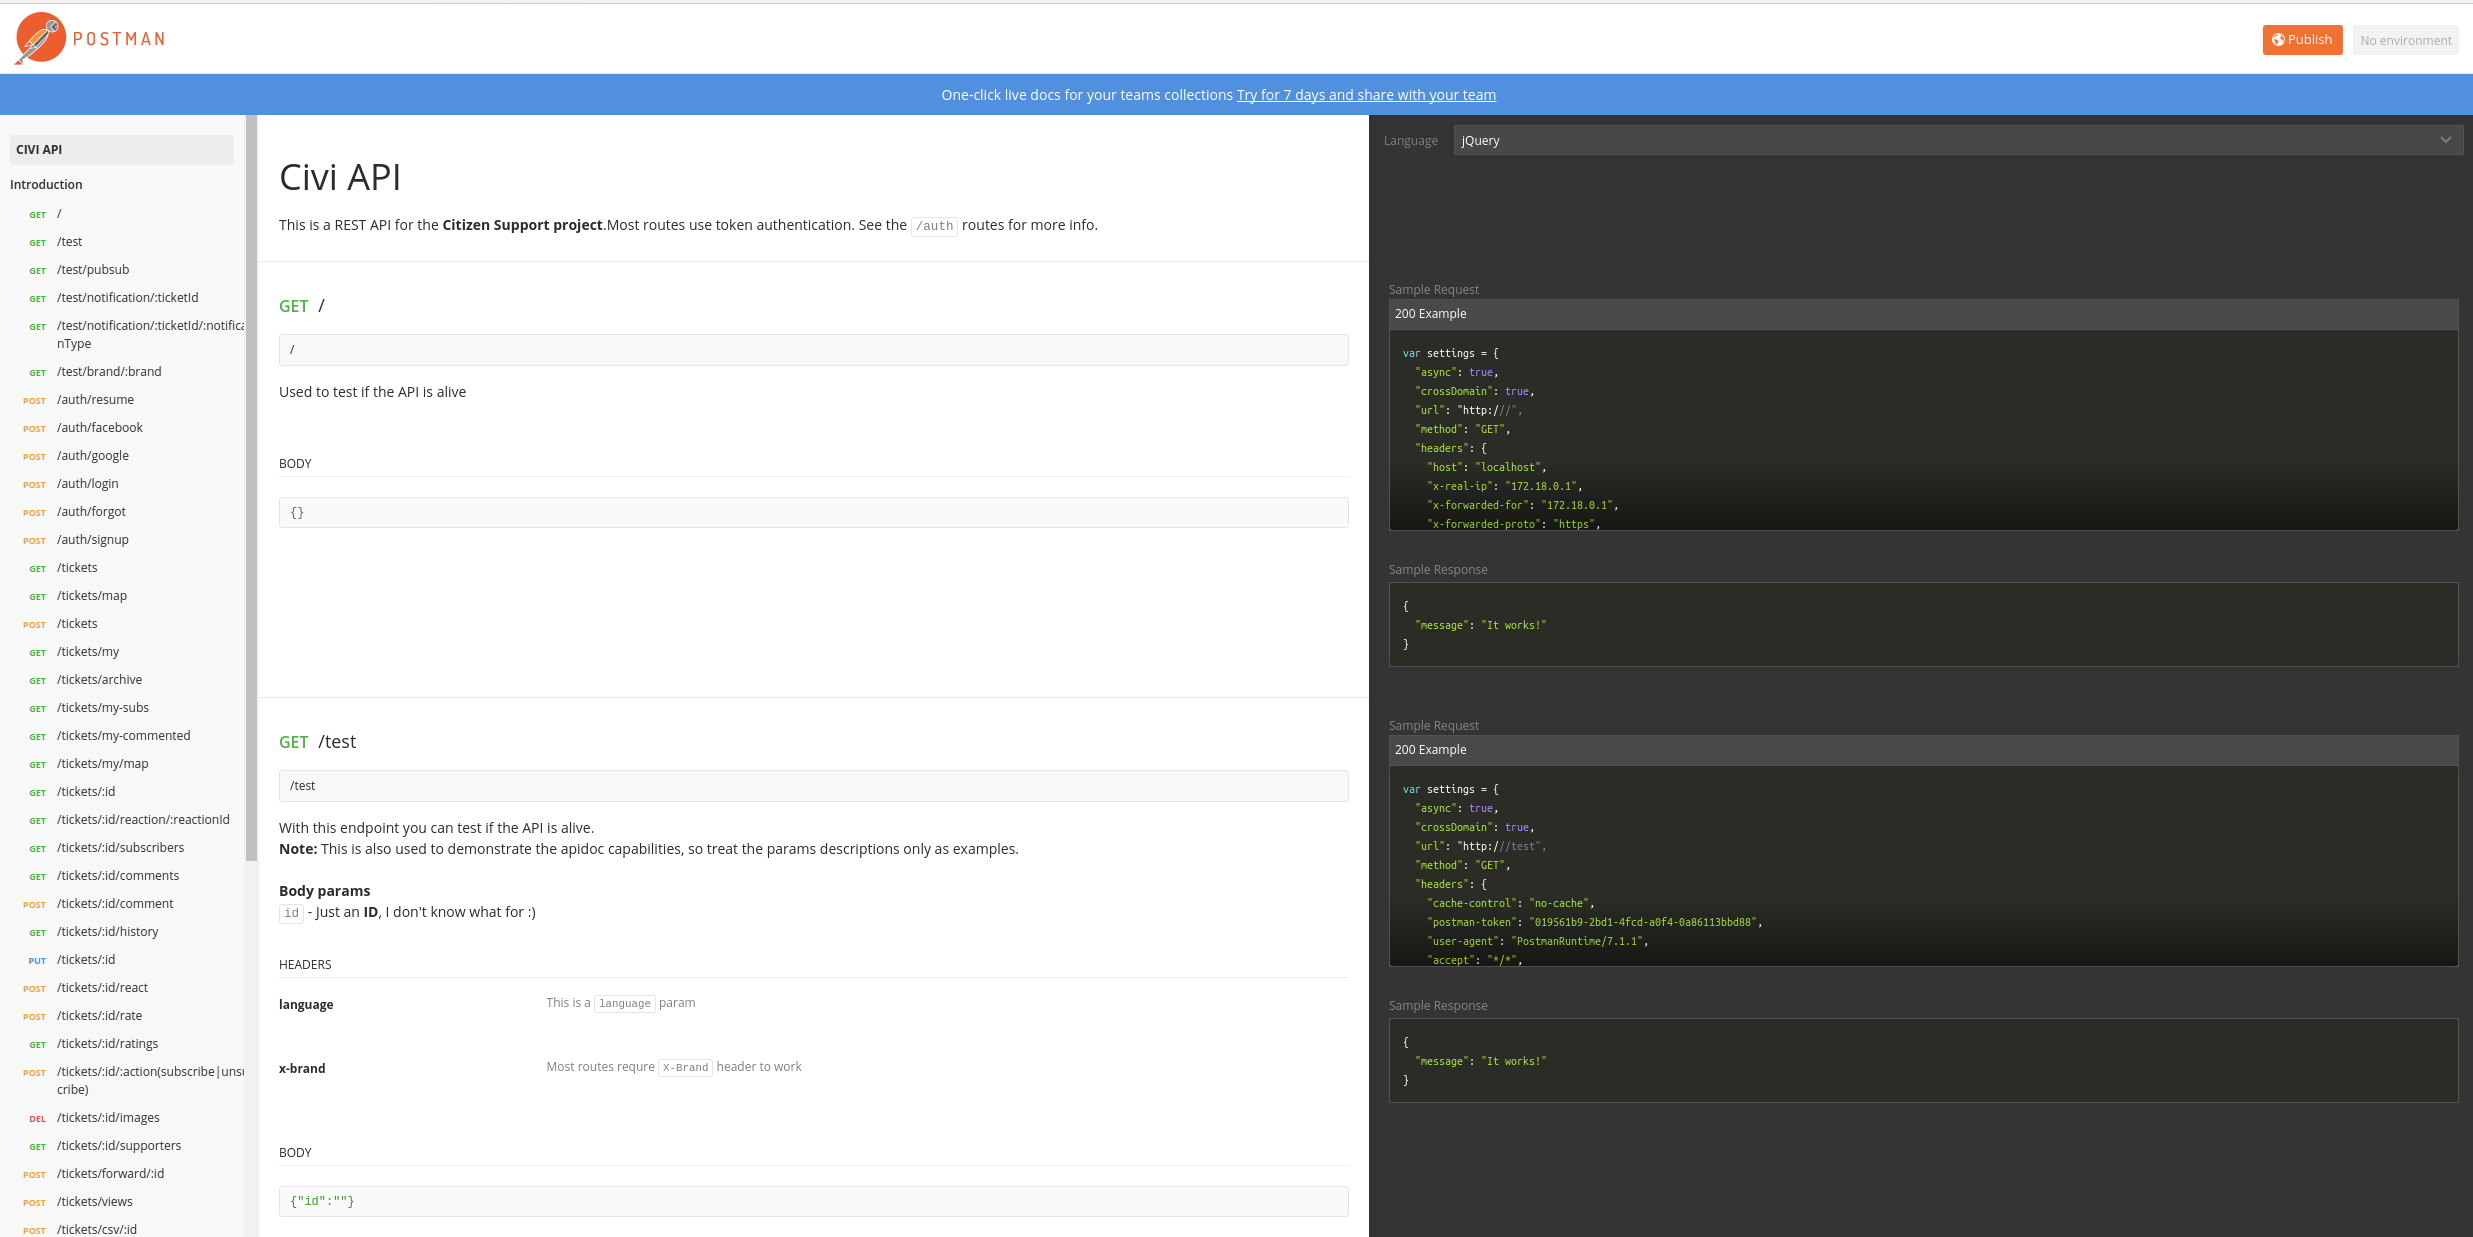 POSTMAN
Publish
No environment
One-click live docs for your teams collections Try for 7 days and share with your team
CIVI API
Introduction
GET /
GET /test
GET /test/pubsub
GET /test/notification/:ticketId
GET /test/notification/:ticketId/:notifica
nType
GET /test/brand/:brand
POST /auth/resume
POST /auth/facebook
POST /auth/google
POST /auth/login
POST /auth/forgot
POST /auth/signup
GET /tickets
GET /tickets/map
POST /tickets
GET /tickets/my
GET /tickets/archive
GET /tickets/my-subs
GET /tickets/my-commented
GET /tickets/my/map
GET /tickets/:id
GET /tickets/:id/reaction/:reactionId
GET /tickets/:id/subscribers
GET /tickets/:id/comments
POST /tickets/:id/comment
GET /tickets/:id/history
PUT /tickets/:id
POST /tickets/:id/react
POST /tickets/:id/rate
GET /tickets/:id/ratings
POST /tickets/:id/:action(subscribe|unsu
cribe)
DEL /tickets/:id/images
GET /tickets/:id/supporters
POST /tickets/forward/:id
POST /tickets/views
POST /tickets/csv/:id
Civi API
This is a REST API for the Citizen Support project.Most routes use token authentication. See the /auth routes for more info.
GET /
/
Used to test if the API is alive
BODY
{}
GET /test
/test
With this endpoint you can test if the API is alive.
Note: This is also used to demonstrate the apidoc capabilities, so treat the params descriptions only as examples.
Body params
id - Just an ID, I don't know what for :)
HEADERS
language This is a language param
x-brand Most routes requre X-Brand header to work
BODY
{"id":""}
Language jQuery
Sample Request
200 Example
var settings = {
"async": true,
"crossDomain": true,
"url": "http:///",
"method": "GET",
"headers": {
"host": "localhost",
"x-real-ip": "172.18.0.1",
"x-forwarded-for": "172.18.0.1",
"x-forwarded-proto": "https",
Sample Response
{
"message": "It works!"
}
Sample Request
200 Example
var settings = {
"async": true,
"crossDomain": true,
"url": "http:///test",
"method": "GET",
"headers": {
"cache-control": "no-cache",
"postman-token": "019561b9-2bd1-4fcd-a0f4-0a86113bbd88",
"user-agent": "PostmanRuntime/7.1.1",
"accept": "*/*",
Sample Response
{
"message": "It works!"
}